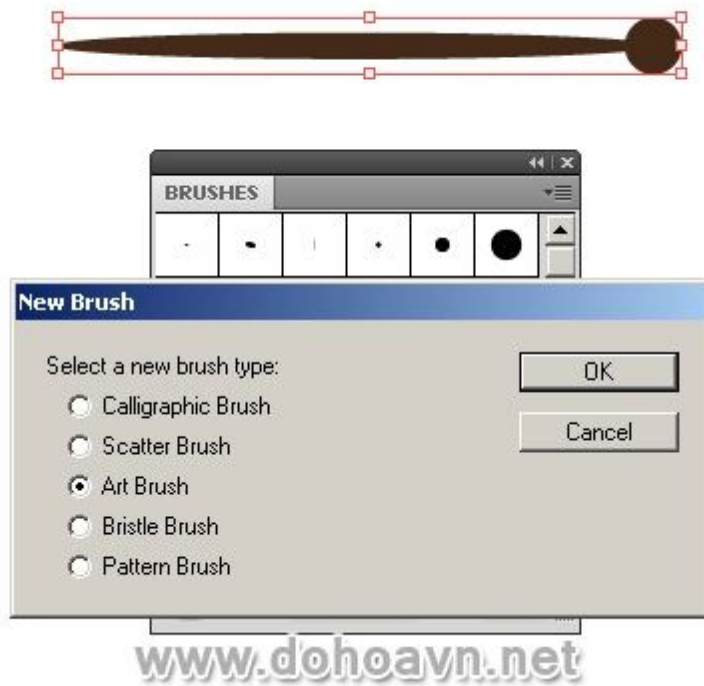 BRUSHES
New Brush
Select a new brush type:
OK
Calligraphic Brush
Cancel
Scatter Brush
Art Brush
Bristle Brush
Pattern Brush
www.dohoavn.net